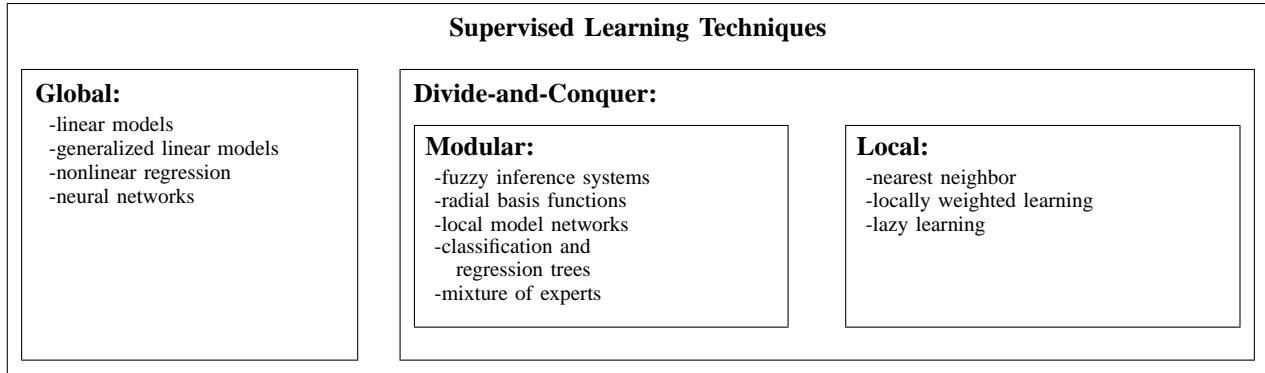 Supervised Learning Techniques
Global:
-linear models
-generalized linear models
-nonlinear regression
-neural networks
Divide-and-Conquer:
Modular:
-fuzzy inference systems
-radial basis functions
-local model networks
-classification and
regression trees
-mixture of experts
Local:
-nearest neighbor
-locally weighted learning
-lazy learning